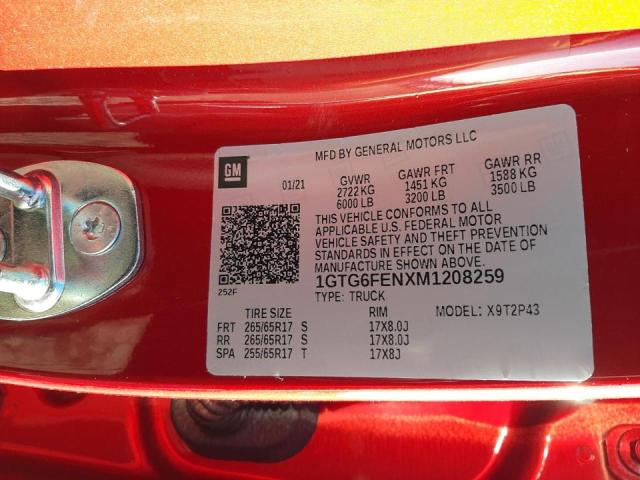 MFD BY GENERAL MOTORS LLC
GM
01/21
GVWR GAWR FRT GAWR RR
2722 KG 1451 KG 1588 KG
6000 LB 3200 LB 3500 LB
THIS VEHICLE CONFORMS TO ALL
APPLICABLE U.S. FEDERAL MOTOR
VEHICLE SAFETY AND THEFT PREVENTION
STANDARDS IN EFFECT ON THE DATE OF
MANUFACTURE SHOWN ABOVE.
1GTG6FENXM1208259
252F
TYPE: TRUCK MODEL: X9T2P43
TIRE SIZE RIM
FRT 265/65R17 S 17X8.0J
RR 265/65R17 S 17X8.0J
SPA 255/65R17 T 17X8J